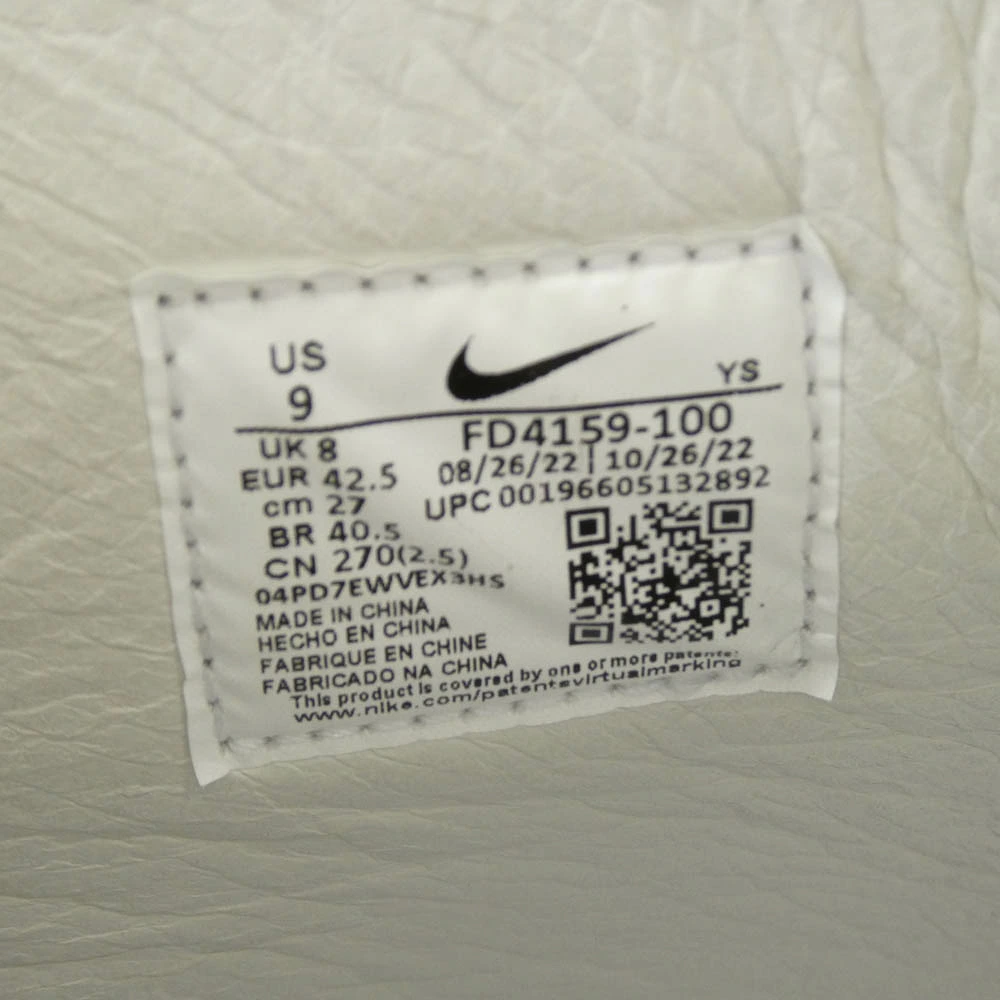 US
9
YS
UK 8
EUR 42.5
cm 27
BR 40.5
CN 270(2.5)
FD4159-100
08/26/22 | 10/26/22
UPC 00196605132892
04PD7EWVEX3HS
MADE IN CHINA
HECHO EN CHINA
FABRIQUE EN CHINE
FABRICADO NA CHINA
This product is covered by one or more patents.
www.nike.com/patentsvirtualmarking